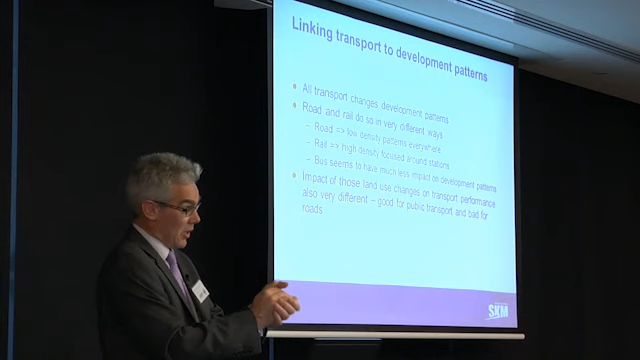 Linking transport to development patterns
All transport changes development patterns
Road and rail do so in very different ways
– Road => low density patterns everywhere
– Rail => high density focused around stations
– Bus seems to have much less impact on development patterns
Impact of those land use changes on transport performance
also very different – good for public transport and bad for
roads
SKM